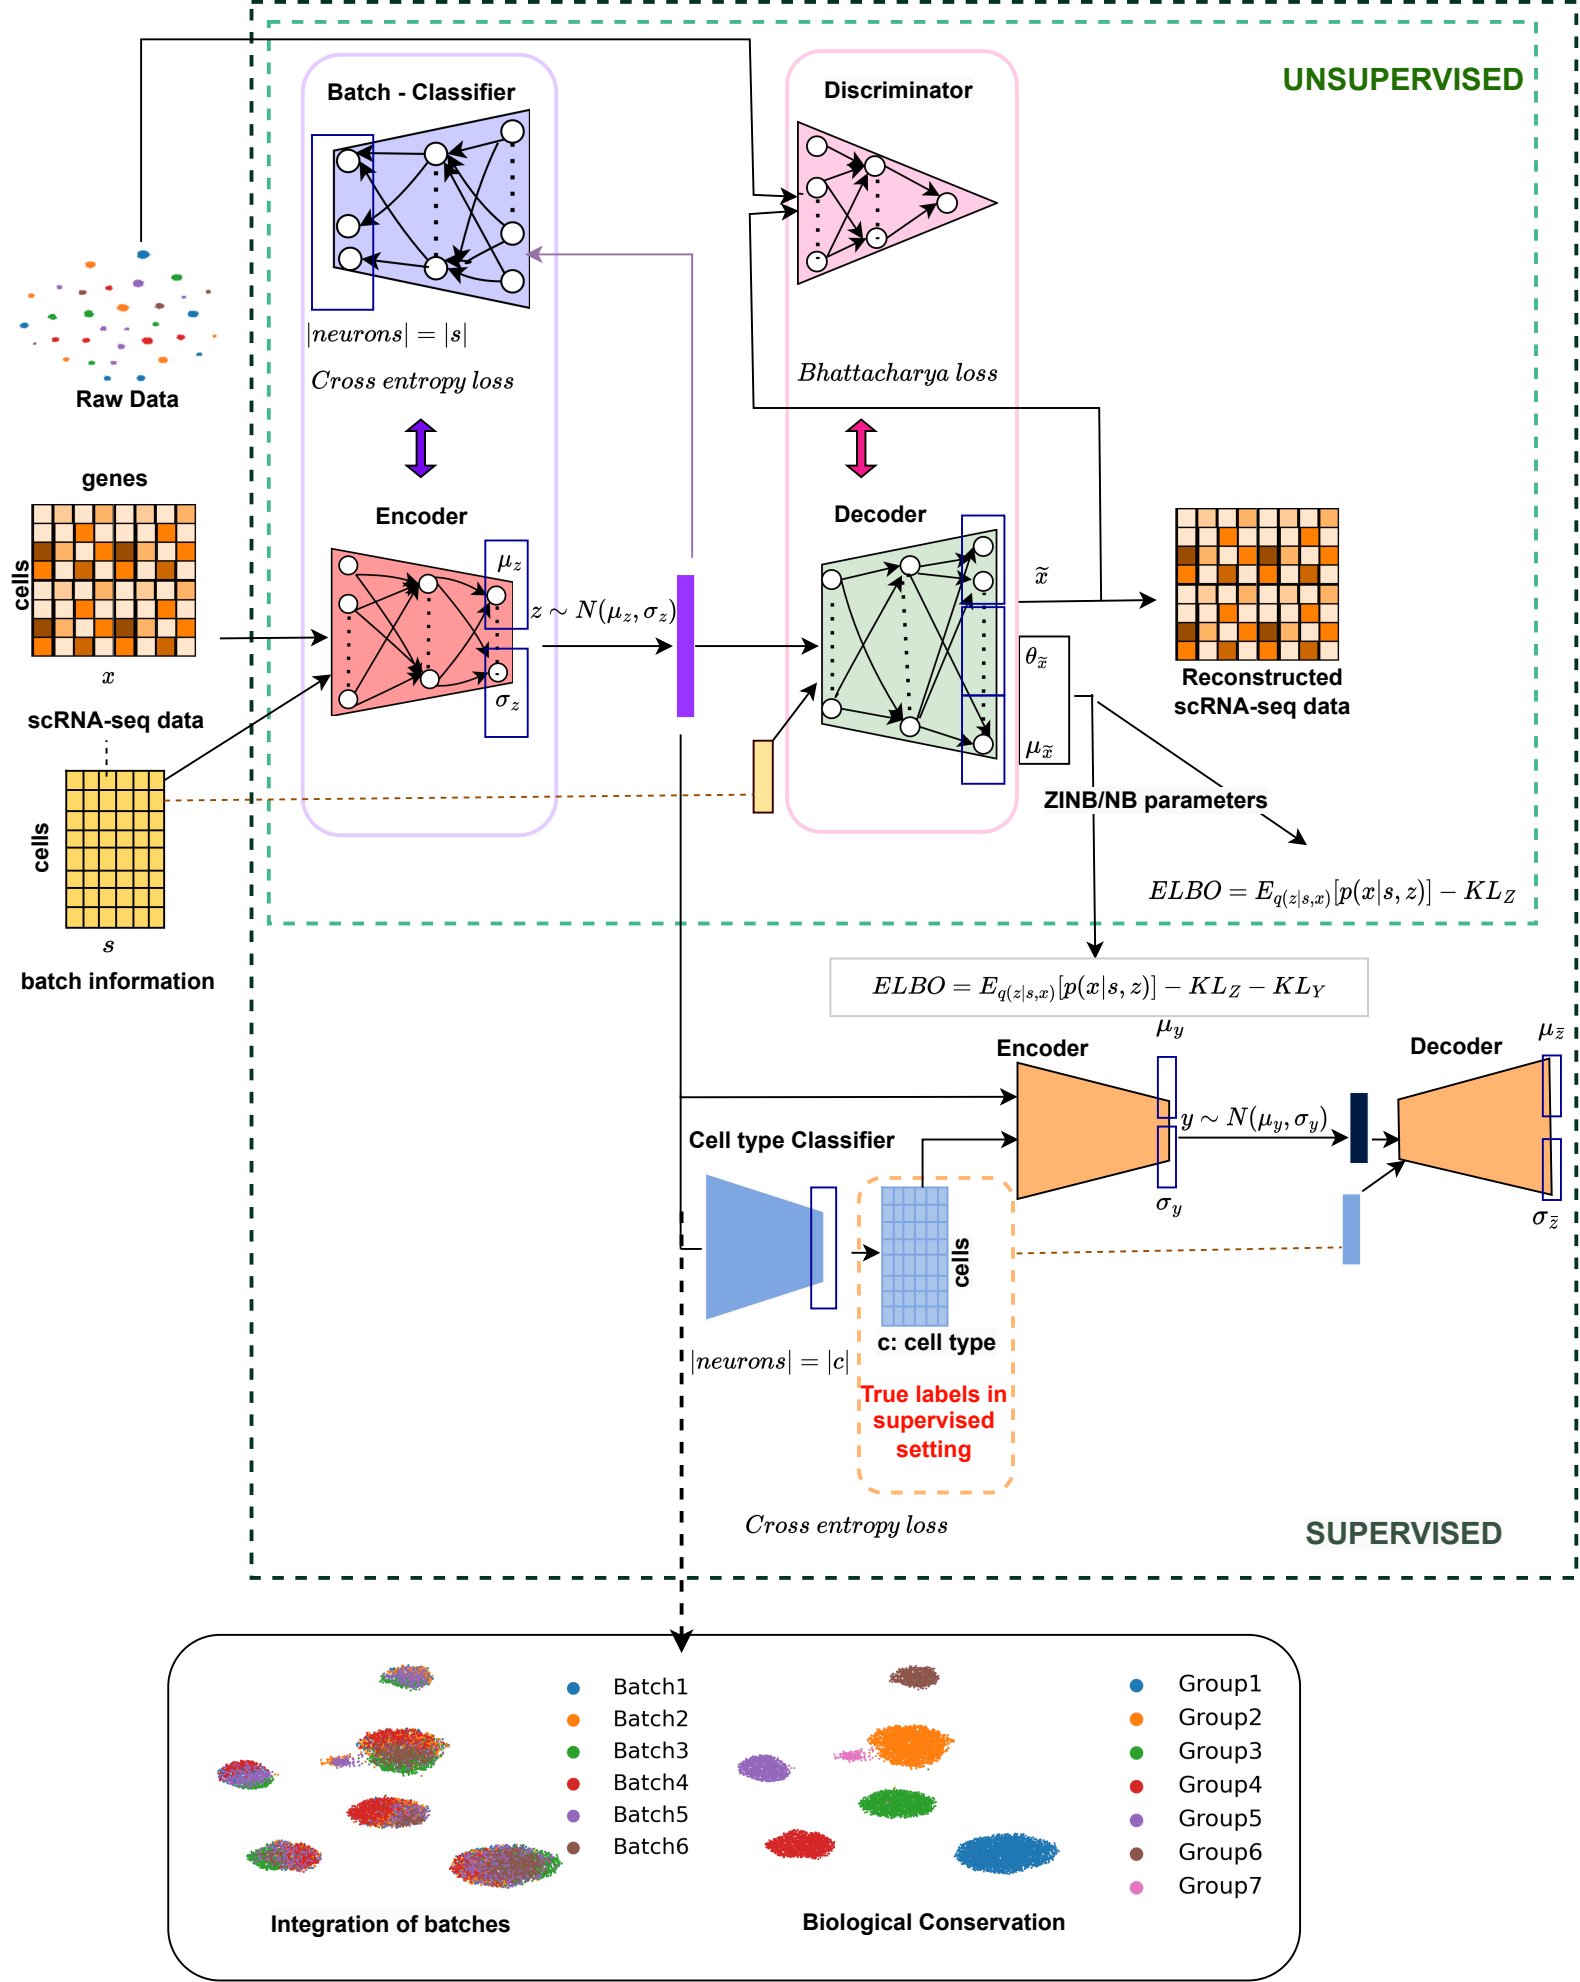 UNSUPERVISED
Batch - Classifier
Discriminator
|neurons| = |s|
Cross entropy loss
Bhattacharya loss
Raw Data
genes
cells
x
scRNA-seq data
Encoder
μ_z
σ_z
z ∼ N(μ_z, σ_z)
Decoder
x̃
θ_x̃
μ_x̃
Reconstructed
scRNA-seq data
ZINB/NB parameters
cells
s
batch information
ELBO = E_{q(z|s,x)}[p(x|s, z)] − KL_Z
ELBO = E_{q(z|s,x)}[p(x|s, z)] − KL_Z − KL_Y
Encoder
μ_y
σ_y
y ∼ N(μ_y, σ_y)
Decoder
μ_z̄
σ_z̄
Cell type Classifier
|neurons| = |c|
cells
c: cell type
True labels in
supervised
setting
Cross entropy loss
SUPERVISED
Batch1
Batch2
Batch3
Batch4
Batch5
Batch6
Integration of batches
Group1
Group2
Group3
Group4
Group5
Group6
Group7
Biological Conservation